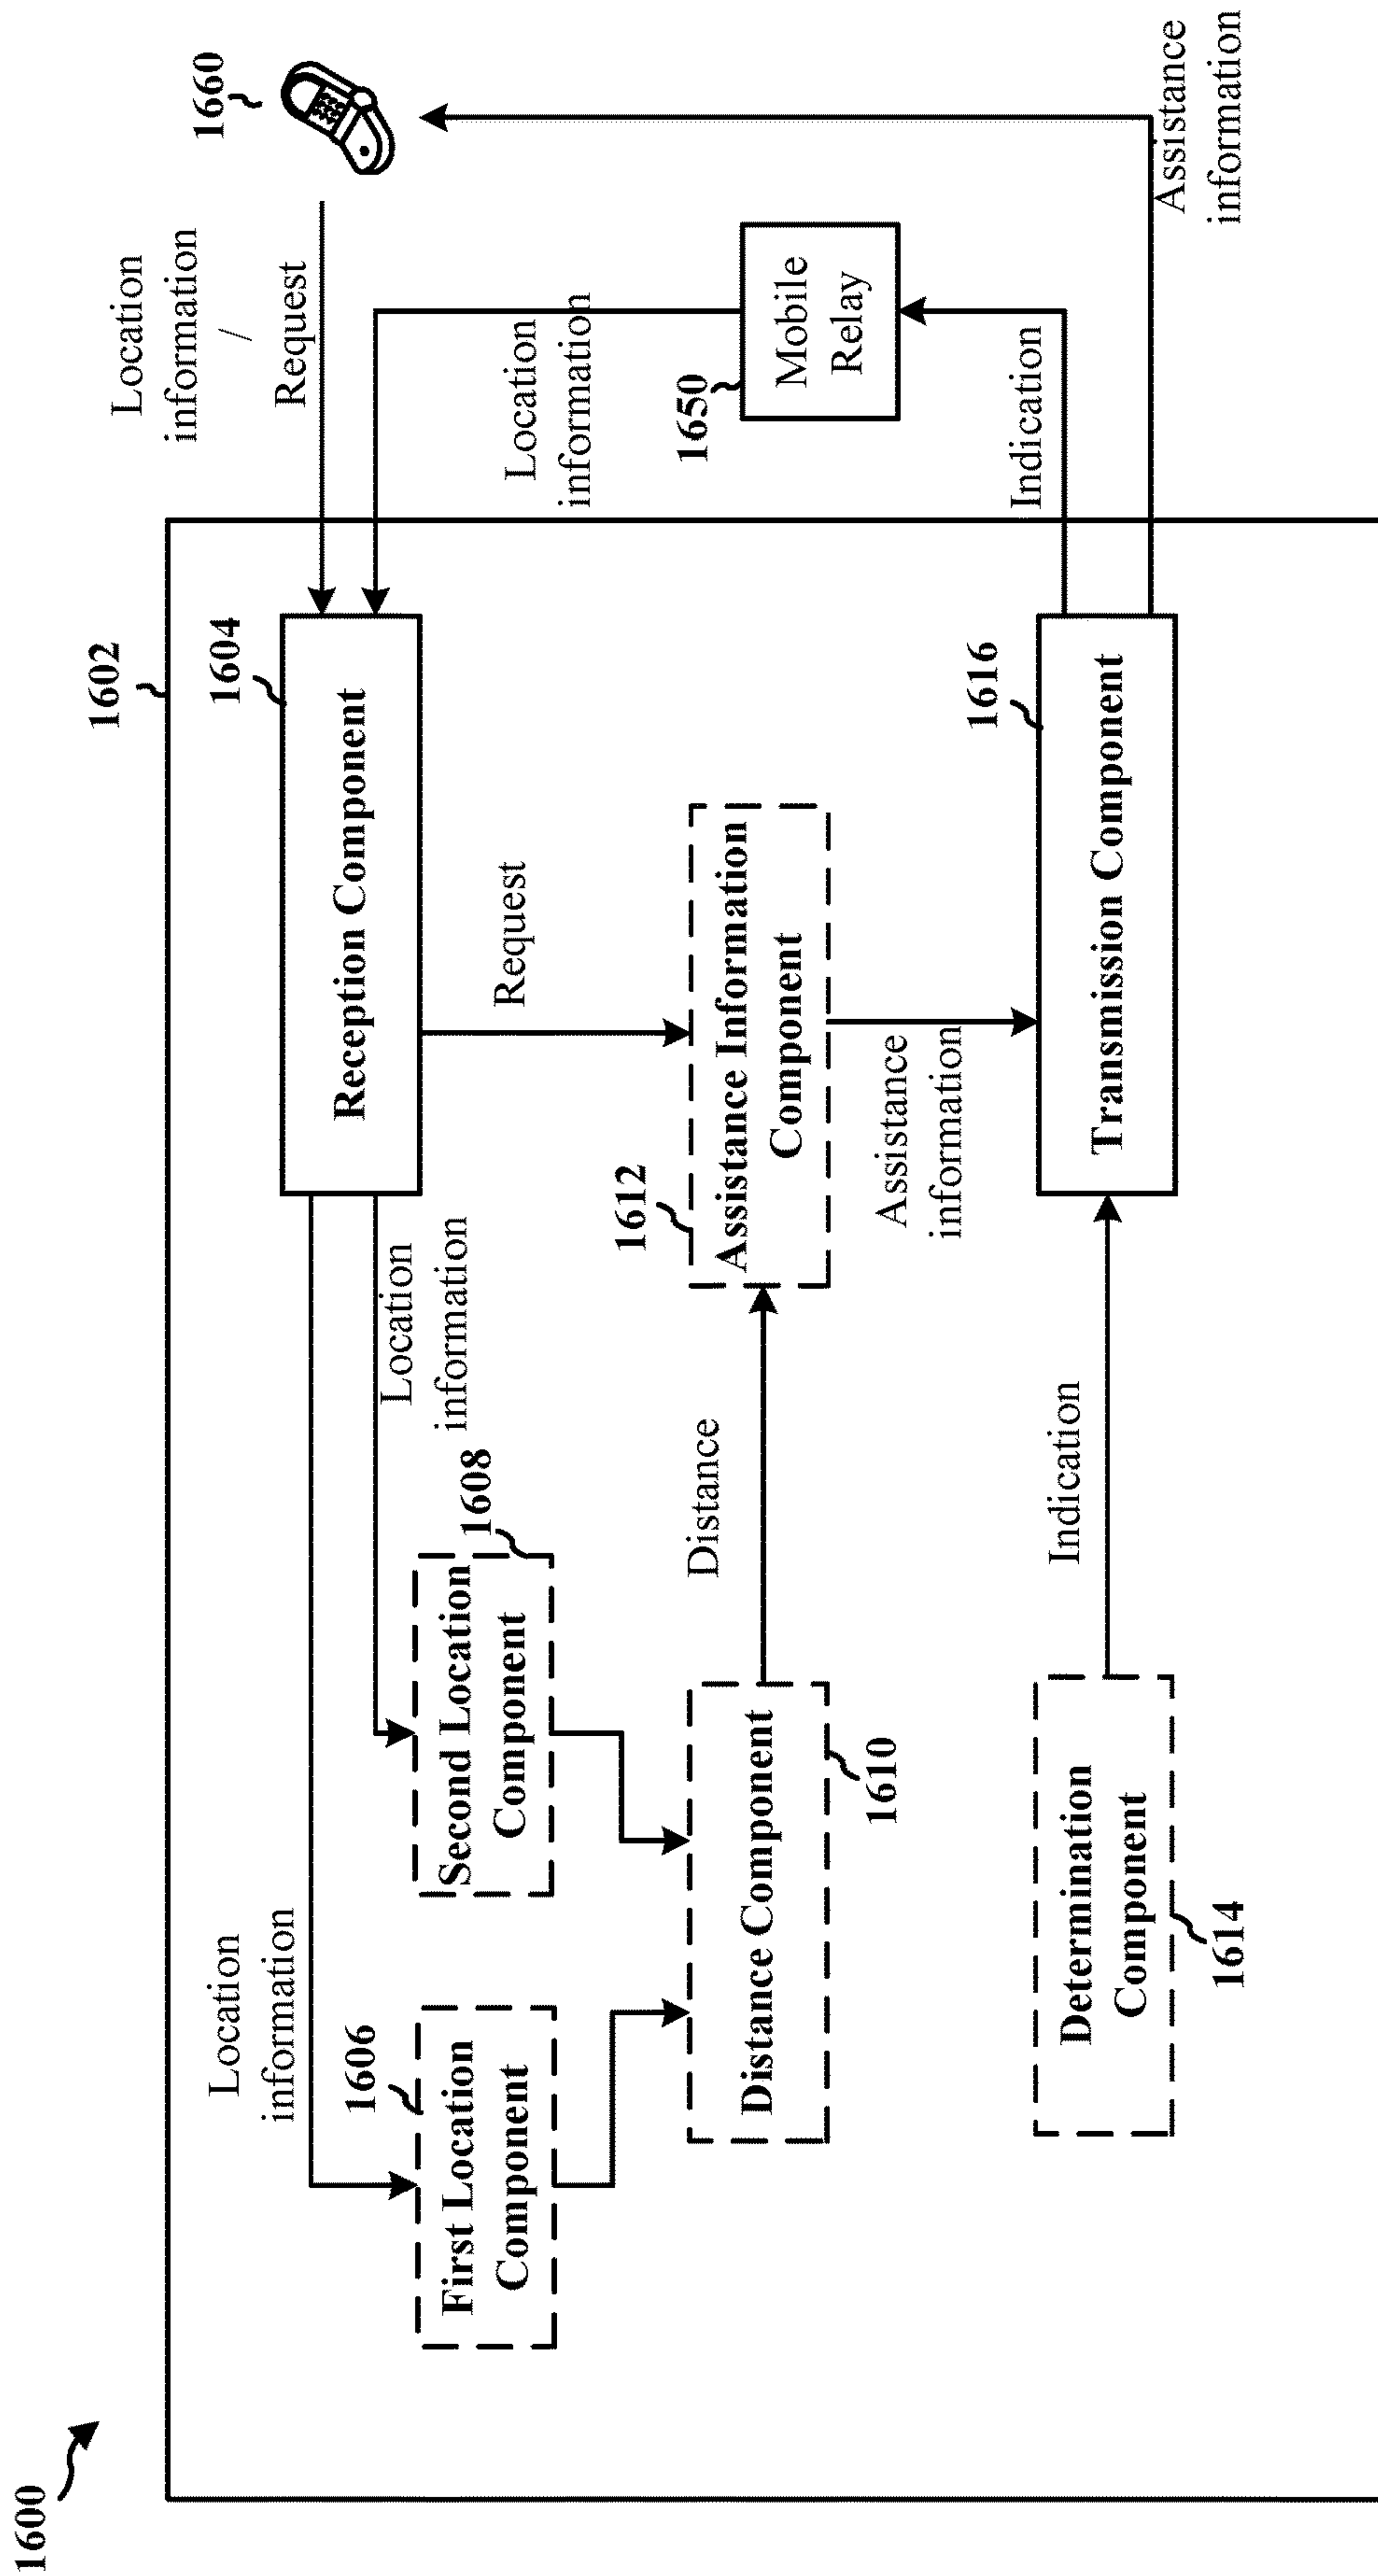 1600
1602
Location
information
1606
First Location
Component
Location
information
1608
Second Location
Component
1604
Reception Component
Location
information
/
Request
1660
Request
Location
information
1650
Mobile
Relay
Distance Component
1610
Distance
1612
Assistance Information
Component
Assistance
information
Determination
Component
1614
Indication
1616
Transmission Component
Indication
Assistance
information